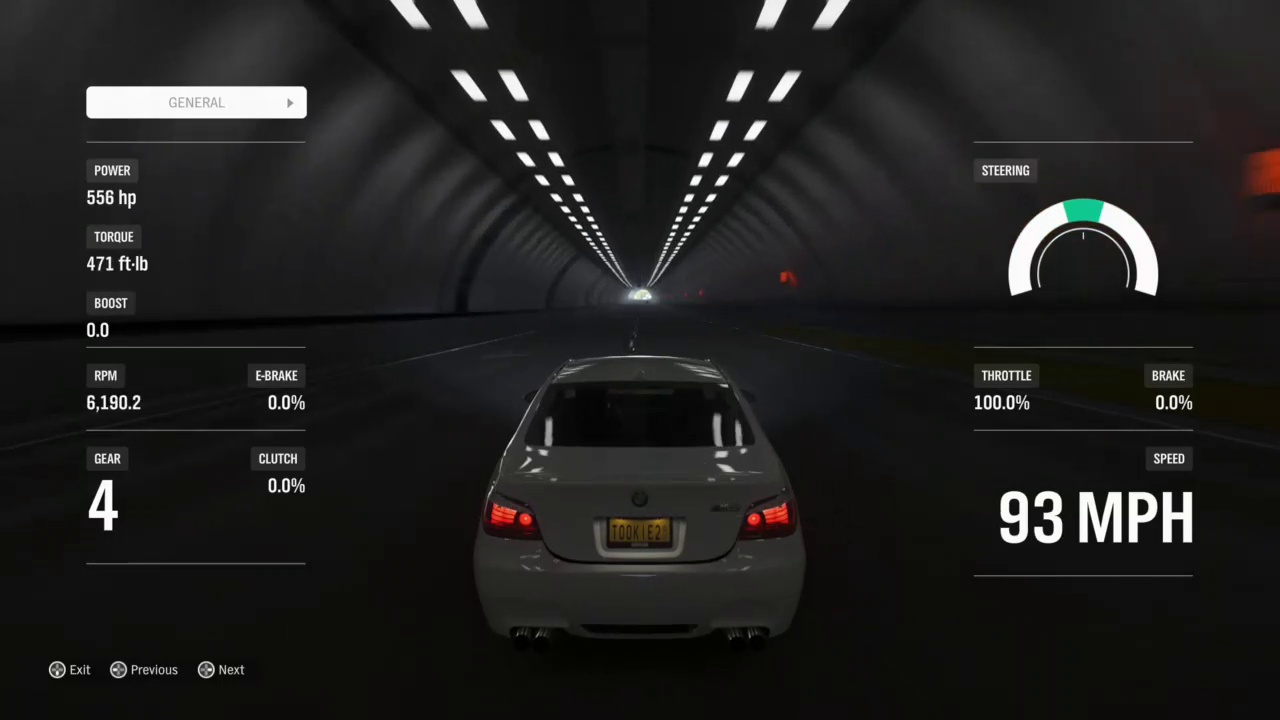 GENERAL
POWER
556 hp
TORQUE
471 ft·lb
BOOST
0.0
RPM
6,190.2
E-BRAKE
0.0%
GEAR
4
CLUTCH
0.0%
STEERING
THROTTLE
100.0%
BRAKE
0.0%
SPEED
93 MPH
TOOKIE2
Exit
Previous
Next